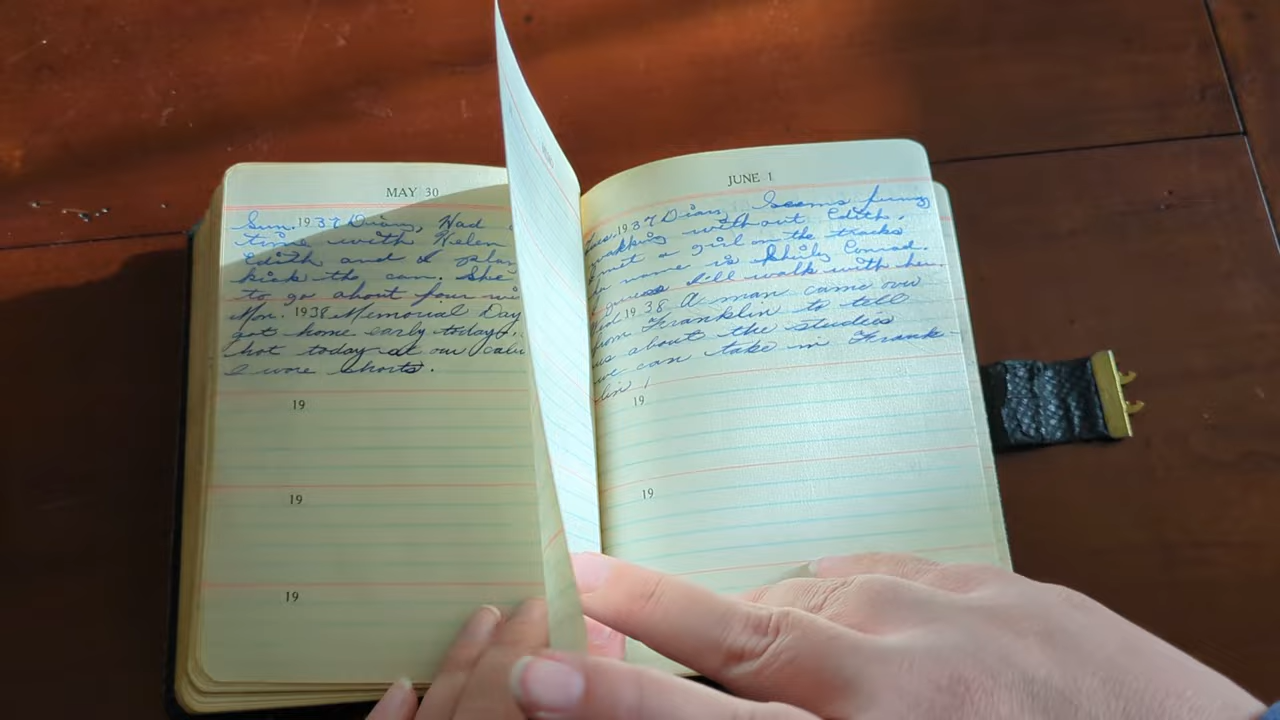 MAY 30
Sun. 1937 Diary, Had
time with Helen
Edith and I play
kick the can. She
to go about four
Mon. 1938 Memorial Day
got home early today.
hot today at our
I wore shorts.
19
19
19
JUNE 1
Tues. 1937 Diary, Seems funny
walking without Edith.
I met a girl on the tracks
name is Conrad.
I guess I'll walk with her.
Wed. 1938 A man came over
from Franklin to tell
us about the studies
we can take in Frank-
lin!
19
19